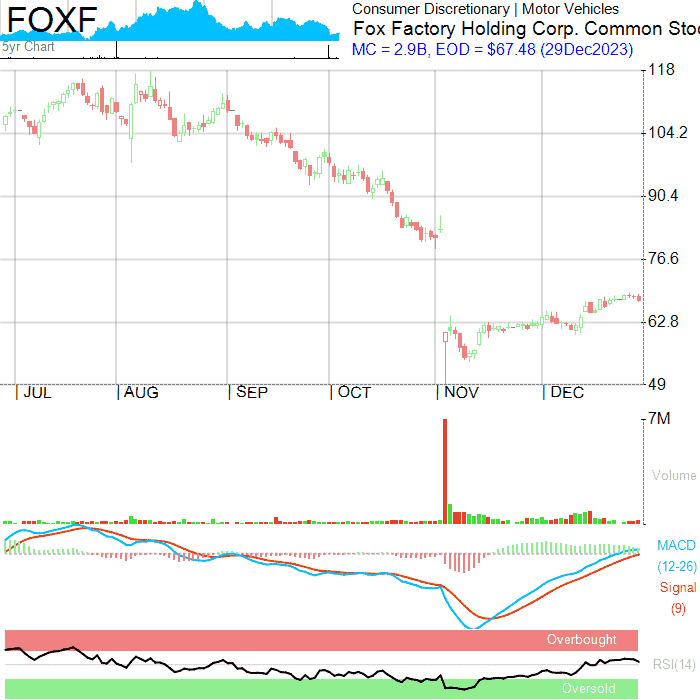 FOXF
5yr Chart
Consumer Discretionary | Motor Vehicles
Fox Factory Holding Corp. Common Stoc
MC = 2.9B, EOD = $67.48 (29Dec2023)
118
104.2
90.4
76.6
62.8
49
JUL AUG SEP OCT NOV DEC
7M
Volume
MACD
(12-26)
Signal
(9)
Overbought
RSI(14)
Oversold